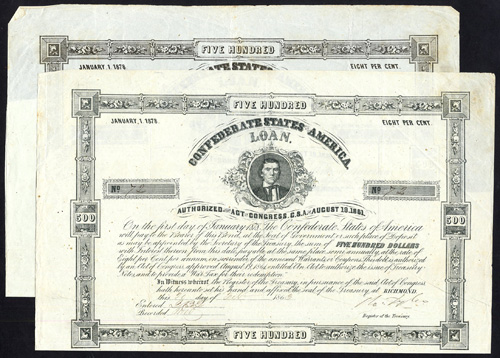 FIVE HUNDRED
JANUARY, 1. 1878.
EIGHT PER CENT.
FIVE HUNDRED
JANUARY, 1. 1878.
EIGHT PER CENT.
CONFEDERATE STATES OF AMERICA.
LOAN.
No
No
AUTHORIZED BY ACT OF CONGRESS, C.S.A. OF AUGUST 19, 1861.
500
500
On the first day of January 1878, The Confederate States of America
will pay to the Bearer of this Bond, at the Seat of Government, or such place of Deposit
as may be appointed by the Secretary of the Treasury, the sum of FIVE HUNDRED DOLLARS
with Interest thereon, from this date, payable at the same place, semi-annually, at the rate of
Eight per Cent per annum, on surrender of the annexed Warrants or Coupons. This debt is authorized
by an Act of Congress approved August 19, 1861, entitled An Act to authorize the issue of Treasury
Notes, and to provide a War Tax for their redemption.
In Witness whereof, the Register of the Treasury, in pursuance of the said Act of Congress
hath hereunto set his hand and affixed the seal of the Treasury at RICHMOND,
this day of 186
Entered
Recorded
Register of the Treasury.